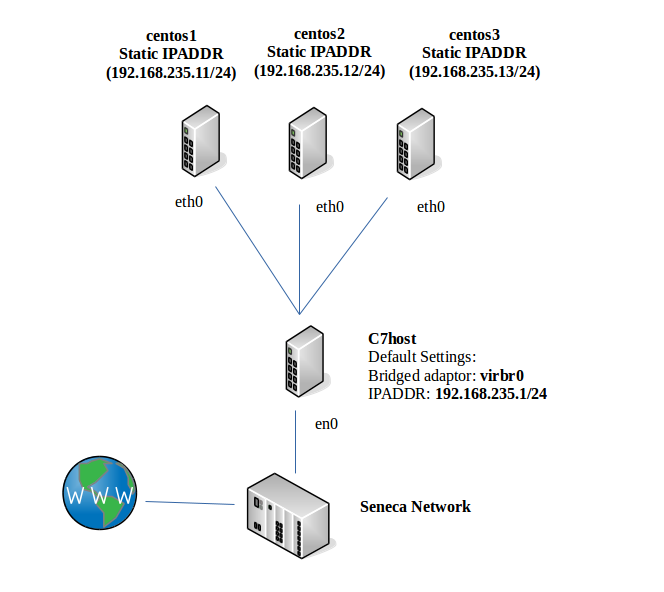 centos1
Static IPADDR
(192.168.235.11/24)
centos2
Static IPADDR
(192.168.235.12/24)
centos3
Static IPADDR
(192.168.235.13/24)
eth0
eth0
eth0
C7host
Default Settings:
Bridged adaptor: virbr0
IPADDR: 192.168.235.1/24
en0
WWW
Seneca Network